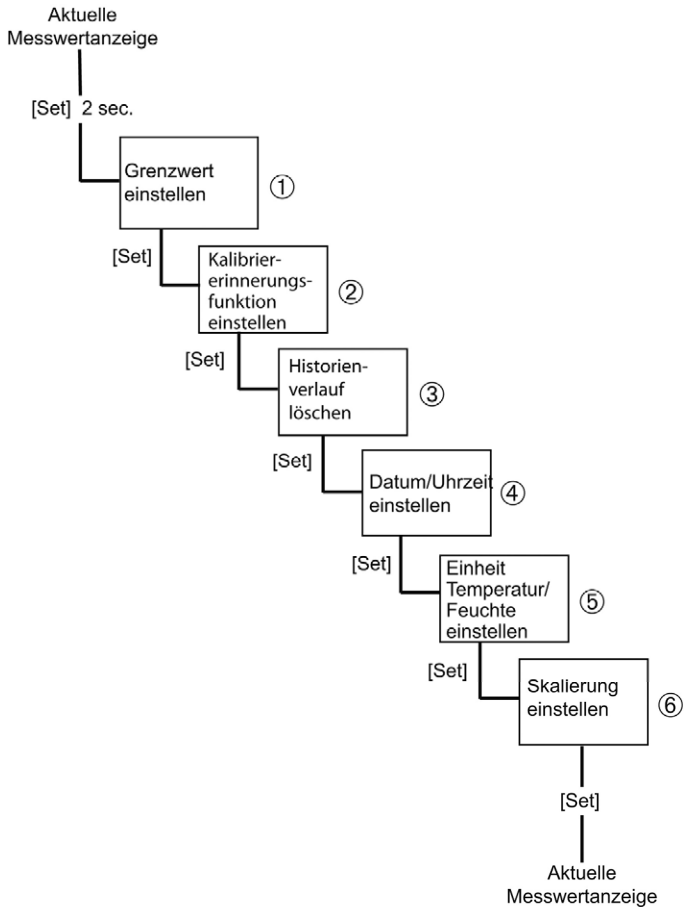 Aktuelle
Messwertanzeige
[Set] 2 sec.
Grenzwert
einstellen
①
[Set]
Kalibrier-
erinnerungs-
funktion
einstellen
②
[Set]
Historien-
verlauf
löschen
③
[Set]
Datum/Uhrzeit
einstellen
④
[Set]
Einheit
Temperatur/
Feuchte
einstellen
⑤
[Set]
Skalierung
einstellen
⑥
[Set]
Aktuelle
Messwertanzeige